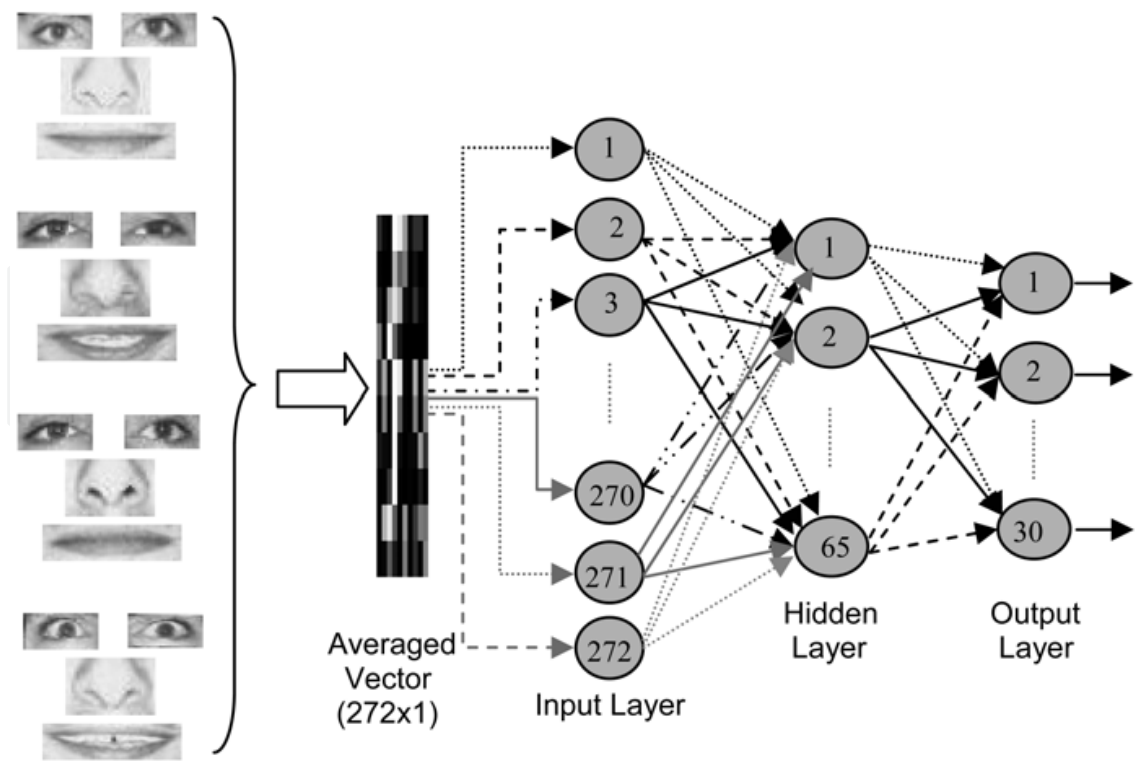 1
2
3
270
271
272
1
2
65
1
2
30
Averaged
Vector
(272x1)
Input Layer
Hidden
Layer
Output
Layer